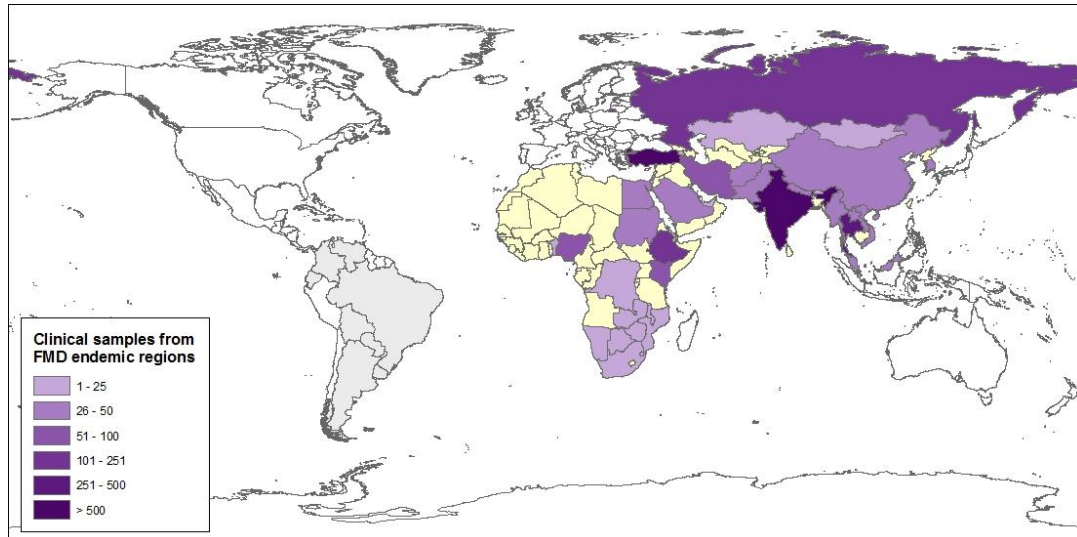 Clinical samples from
FMD endemic regions
1 - 25
26 - 50
51 - 100
101 - 251
251 - 500
> 500